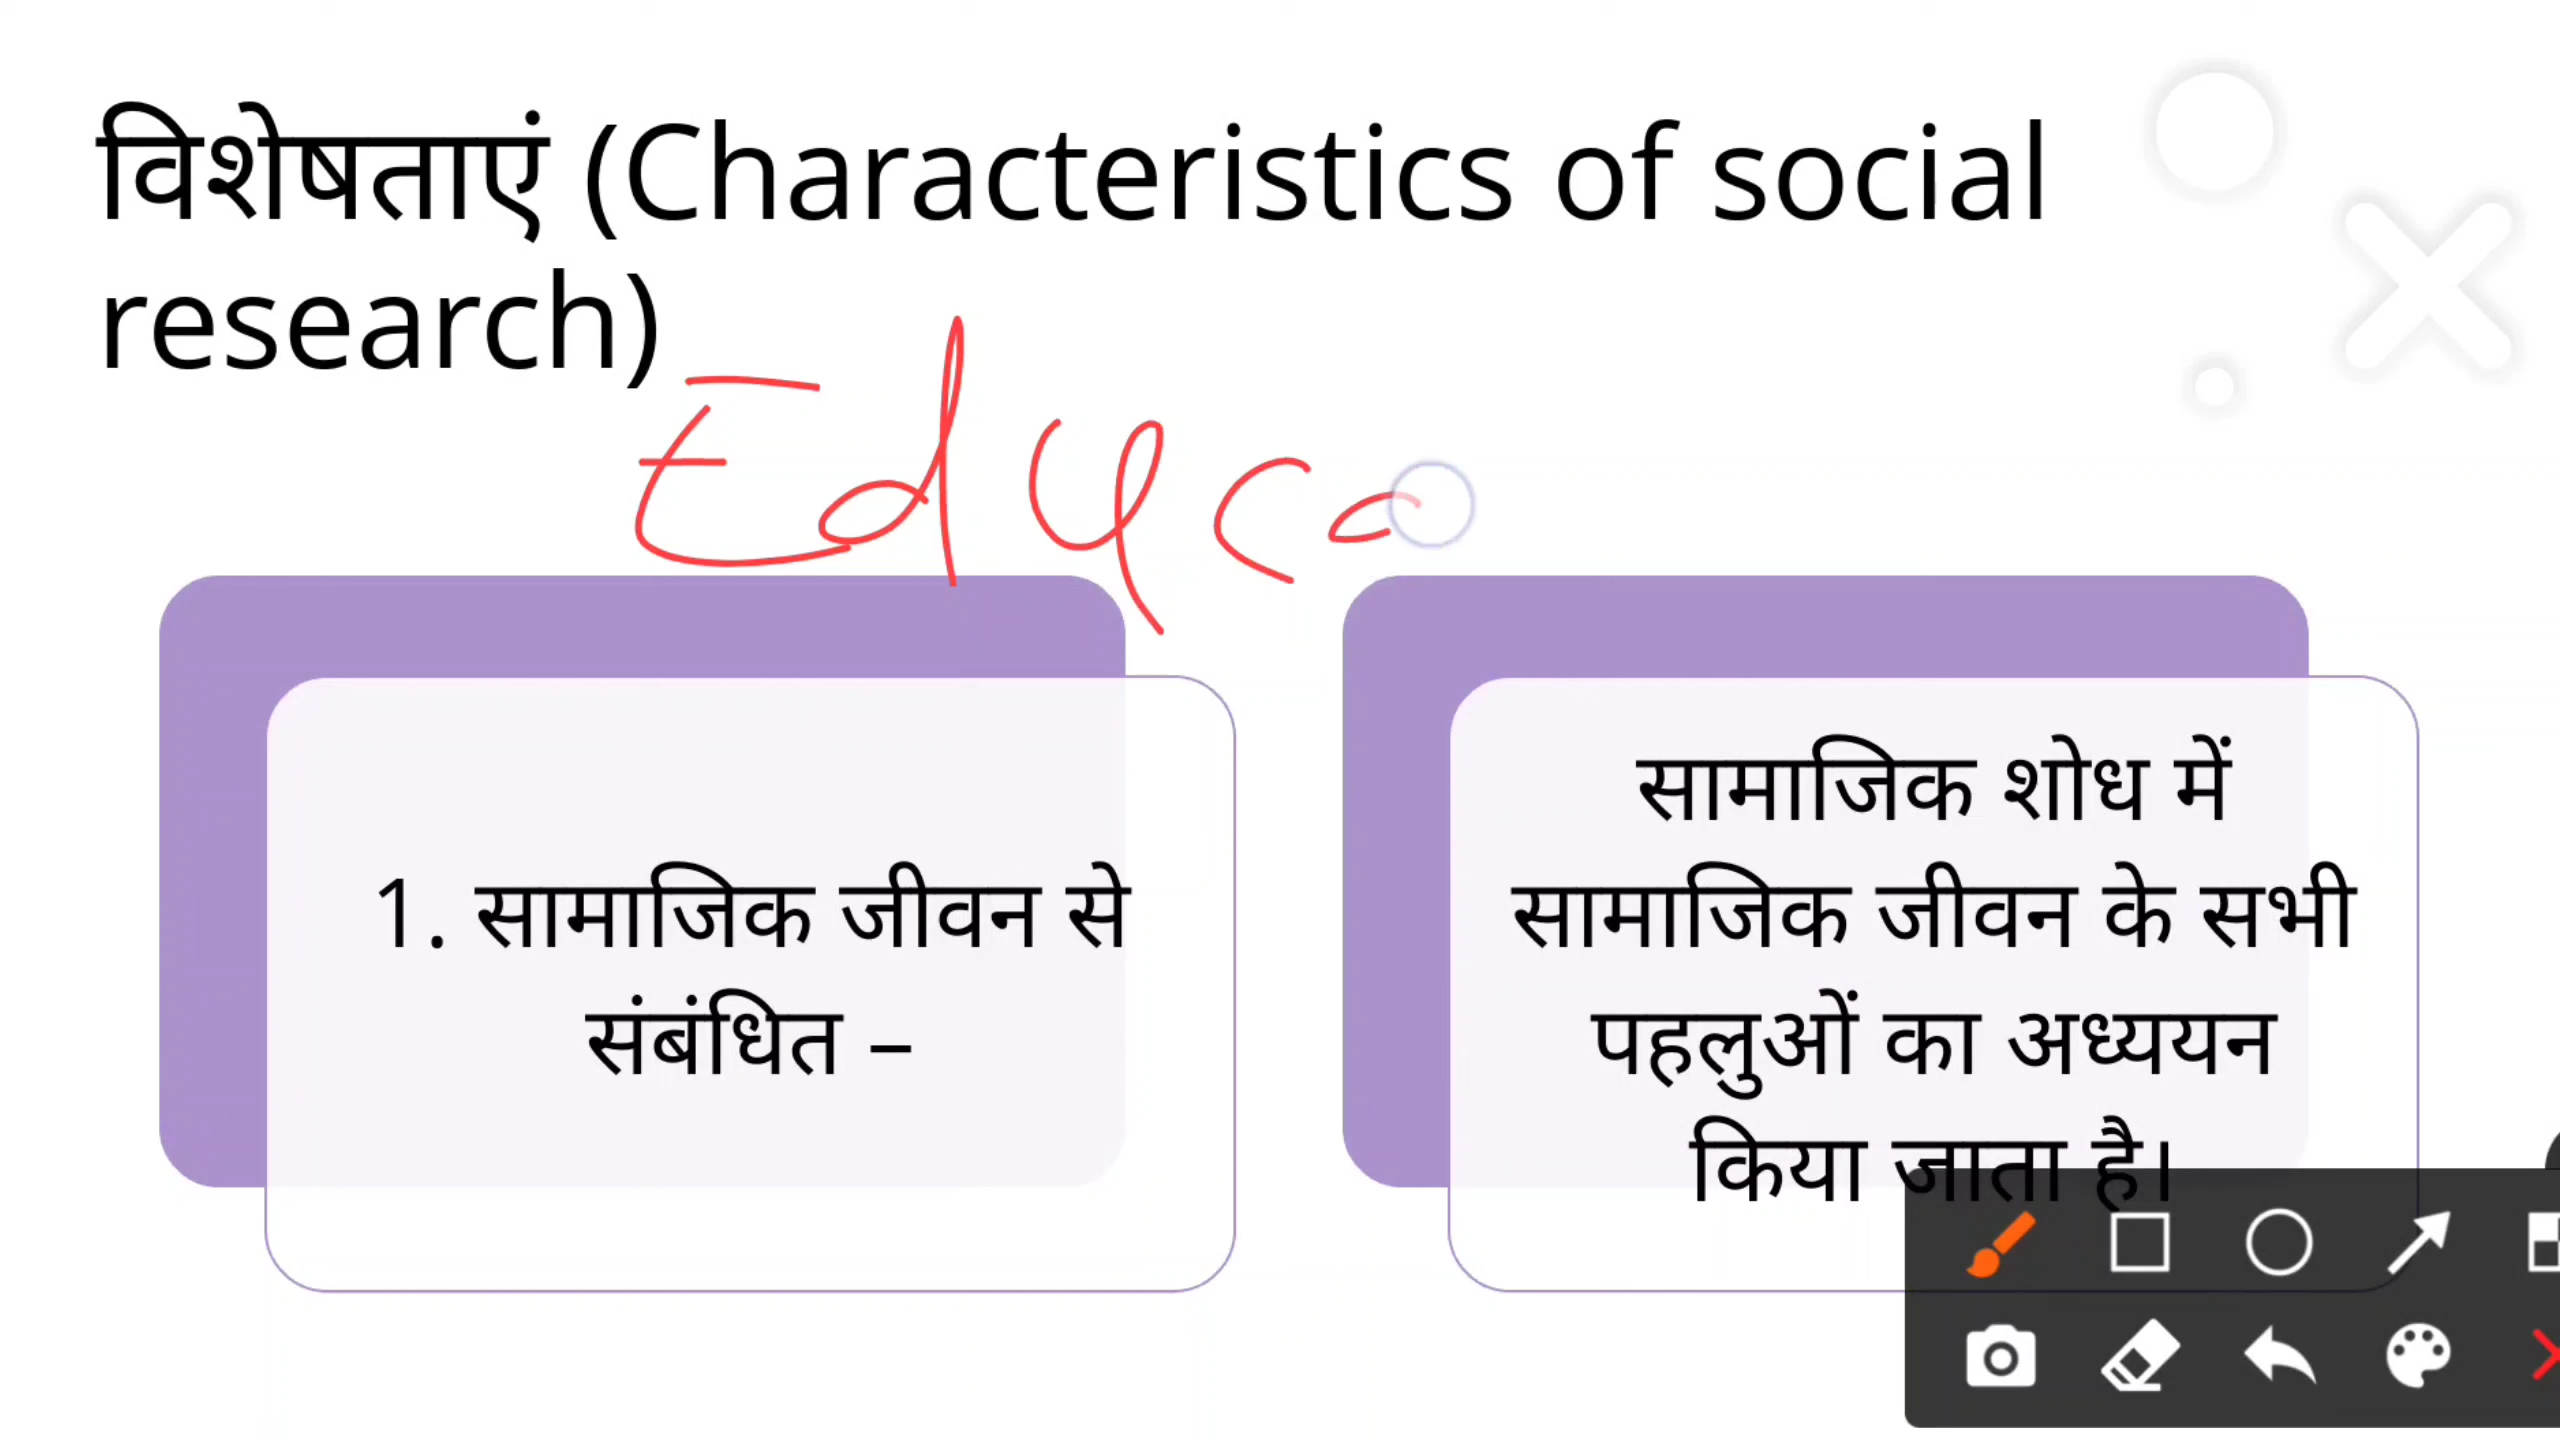 विशेषताएं (Characteristics of social
research)
Educa
1. सामाजिक जीवन से
संबंधित –
सामाजिक शोध में
सामाजिक जीवन के सभी
पहलुओं का अध्ययन
किया जाता है।